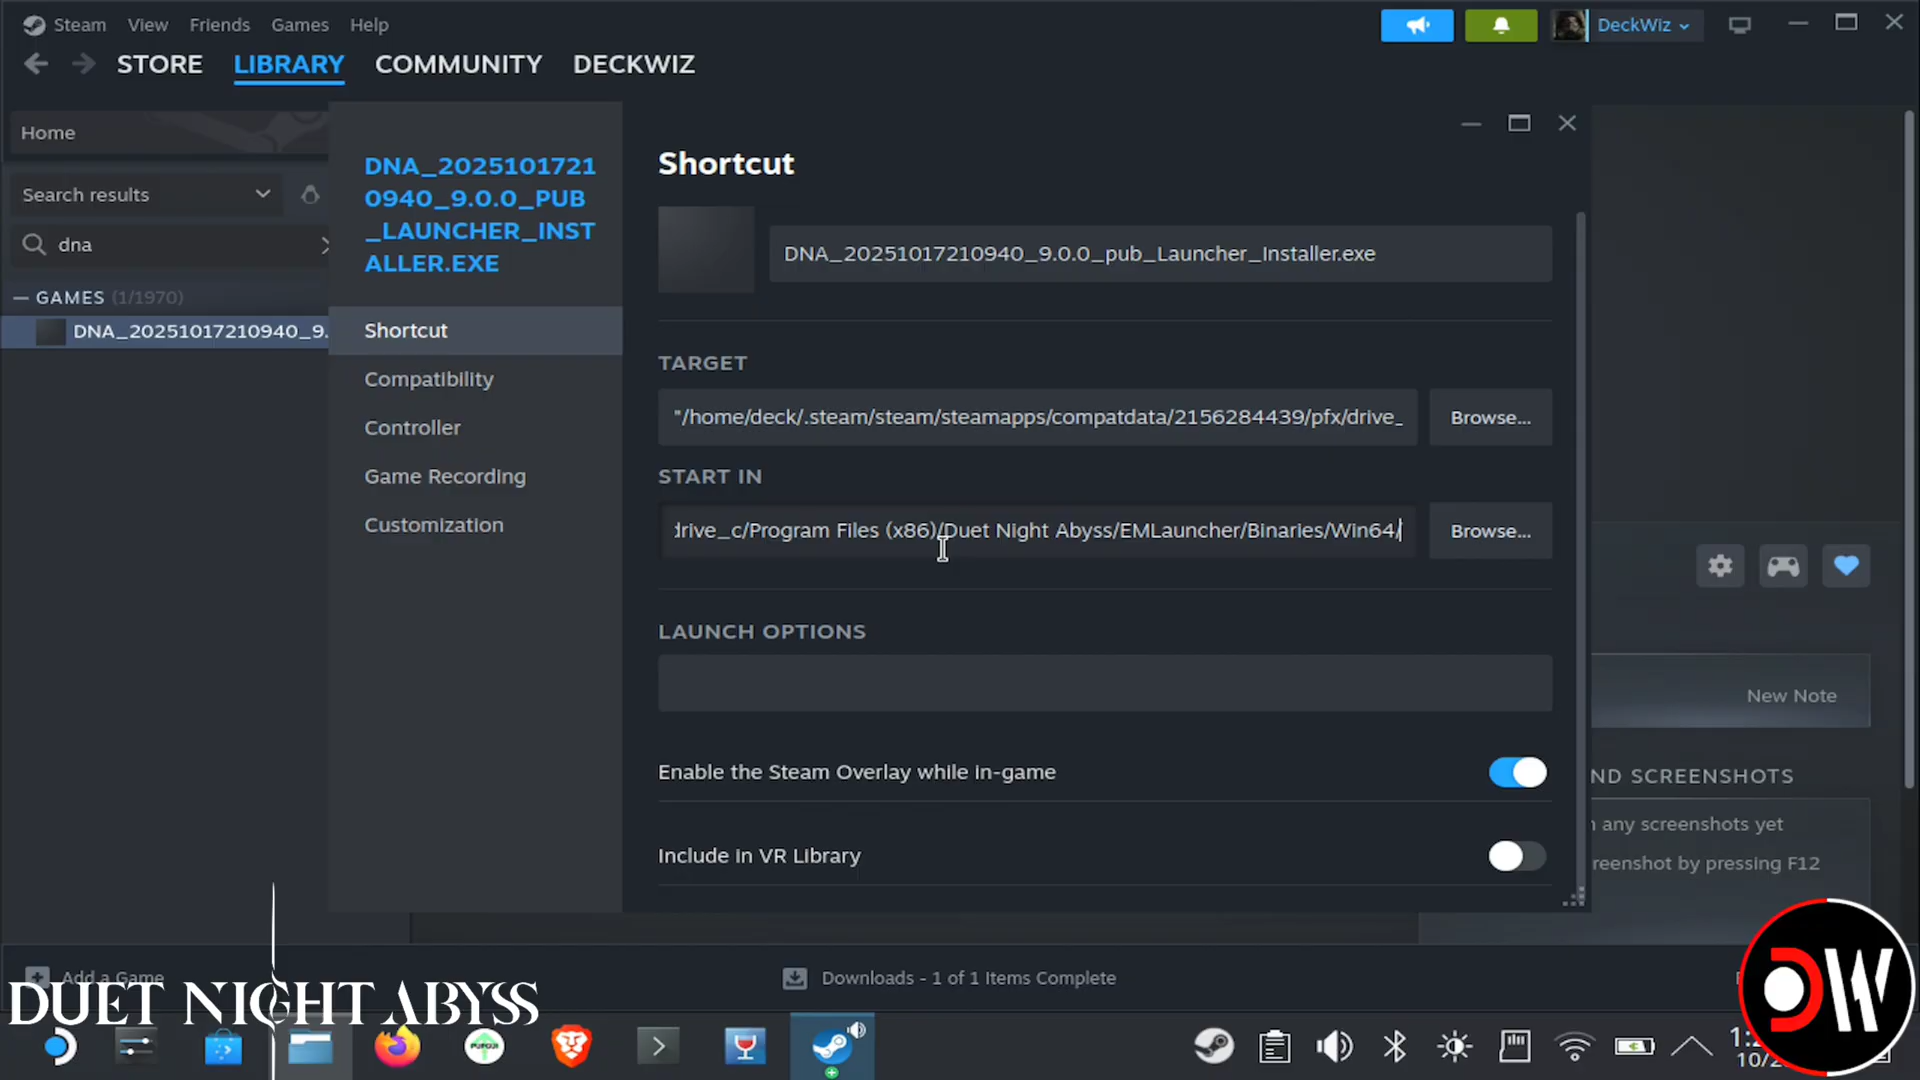 Steam View Friends Games Help
DeckWiz
STORE LIBRARY COMMUNITY DECKWIZ
Home
Search results
dna
GAMES (1/1970)
DNA_20251017210940_9.
DNA_2025101721
0940_9.0.0_PUB
_LAUNCHER_INST
ALLER.EXE
Shortcut
Compatibility
Controller
Game Recording
Customization
Shortcut
DNA_20251017210940_9.0.0_pub_Launcher_Installer.exe
TARGET
"/home/deck/.steam/steam/steamapps/compatdata/2156284439/pfx/drive_
Browse...
START IN
drive_c/Program Files (x86)/Duet Night Abyss/EMLauncher/Binaries/Win64/
Browse...
LAUNCH OPTIONS
Enable the Steam Overlay while in-game
Include in VR Library
New Note
ND SCREENSHOTS
any screenshots yet
reenshot by pressing F12
Add a Game
Downloads - 1 of 1 Items Complete
DUET NIGHT ABYSS
DW